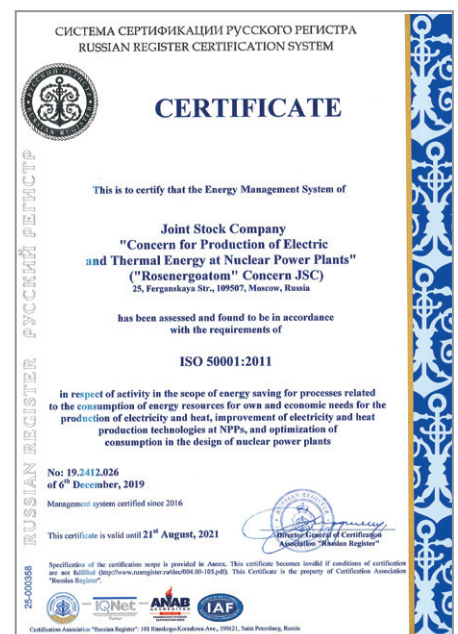 СИСТЕМА СЕРТИФИКАЦИИ РУССКОГО РЕГИСТРА
RUSSIAN REGISTER CERTIFICATION SYSTEM
РУССКИЙ РЕГИСТР
RUSSIAN REGISTER
CERTIFICATE
This is to certify that the Energy Management System of
Joint Stock Company
"Concern for Production of Electric
and Thermal Energy at Nuclear Power Plants"
("Rosenergoatom" Concern JSC)
25, Ferganskaya Str., 109507, Moscow, Russia
has been assessed and found to be in accordance
with the requirements of
ISO 50001:2011
in respect of activity in the scope of energy saving for processes related
to the consumption of energy resources for own and economic needs for the
production of electricity and heat, improvement of electricity and heat
production technologies at NPPs, and optimization of
consumption in the design of nuclear power plants
No: 19.2412.026
of 6th December, 2019
Management system certified since 2016
This certificate is valid until 21st August, 2021
RUSSIAN REGISTER
Director General of Certification
Association "Russian Register"
Specification of the certification scope is provided in Annex. This certificate becomes invalid if conditions of certification
are not fulfilled (http://www.rusregister.ru/doc/004.00-105.pdf). This Certificate is the property of Certification Association
"Russian Register".
IQNet
Partner
ANAB
ACCREDITED
IAF
Certification Association "Russian Register": 101 Rimskogo-Korsakova Ave., 190121, Saint Petersburg, Russia
RUSSIAN REGISTER РУССКИЙ РЕГИСТР
25-000358